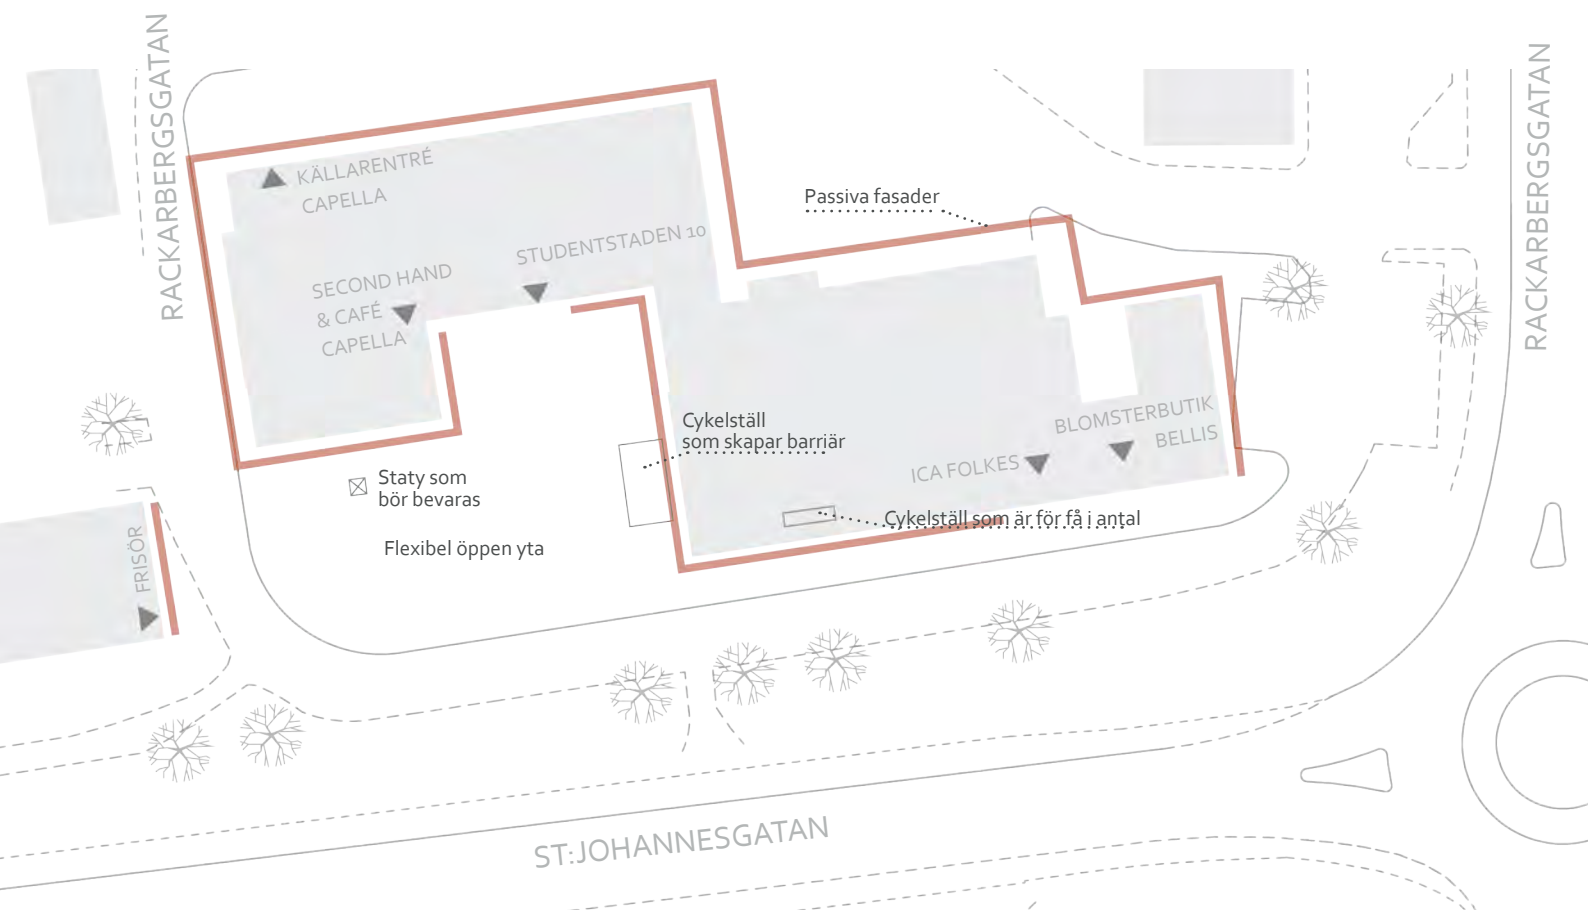 RACKARBERGSGATAN
RACKARBERGSGATAN
KÄLLARENTRÉ
CAPELLA
Passiva fasader
STUDENTSTADEN 10
SECOND HAND
& CAFÉ
CAPELLA
Cykelställ
som skapar barriär
BLOMSTERBUTIK
BELLIS
ICA FOLKES
Staty som
bör bevaras
Cykelställ som är för få i antal
Flexibel öppen yta
FRISÖR
ST:JOHANNESGATAN